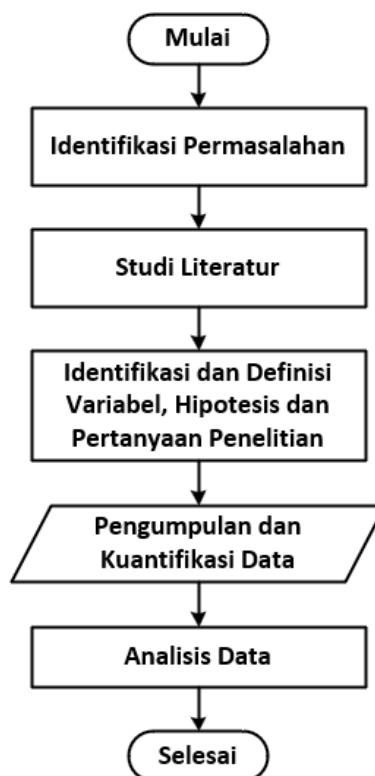 Mulai
Identifikasi Permasalahan
Studi Literatur
Identifikasi dan Definisi
Variabel, Hipotesis dan
Pertanyaan Penelitian
Pengumpulan dan
Kuantifikasi Data
Analisis Data
Selesai